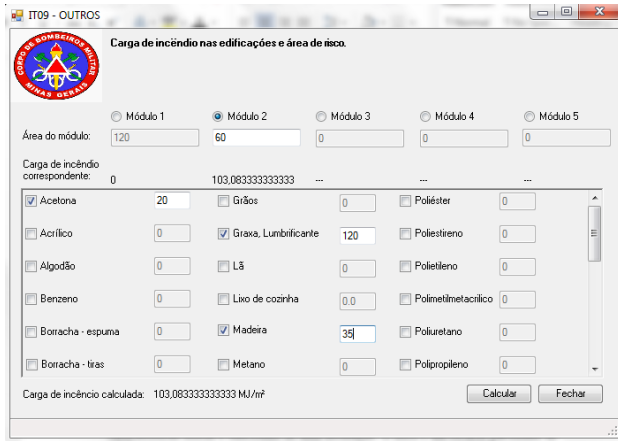 IT09 - OUTROS
CORPO DE BOMBEIROS MILITAR
MINAS GERAIS
Carga de incêndio nas edificações e área de risco.
Módulo 1 Módulo 2 Módulo 3 Módulo 4 Módulo 5
Área do módulo: 120 60 0 0 0
Carga de incêndio
correspondente: 0 103,083333333333 --- --- ---
Acetona 20 Grãos 0 Poliéster 0
Acrílico 0 Graxa, Lumbrificante 120 Poliestireno 0
Algodão 0 Lã 0 Polietileno 0
Benzeno 0 Lixo de cozinha 0.0 Polimetilmetacrilico 0
Borracha - espuma 0 Madeira 35 Poliuretano 0
Borracha - tiras 0 Metano 0 Polipropileno 0
Carga de incêncio calculada: 103,083333333333 MJ/m² Calcular Fechar